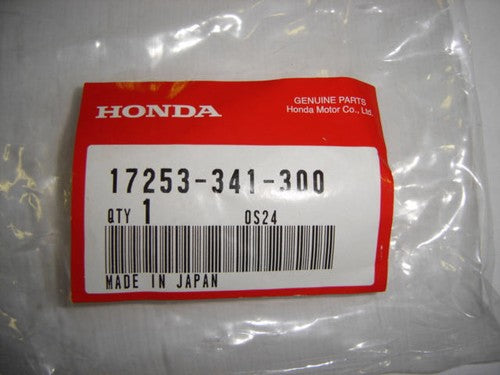 HONDA
GENUINE PARTS
Honda Motor Co., Ltd.
17253-341-300
QTY 1 OS24
MADE IN JAPAN